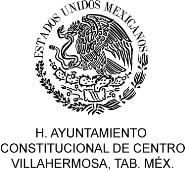 ESTADOS UNIDOS MEXICANOS
H. AYUNTAMIENTO
CONSTITUCIONAL DE CENTRO
VILLAHERMOSA, TAB. MÉX.